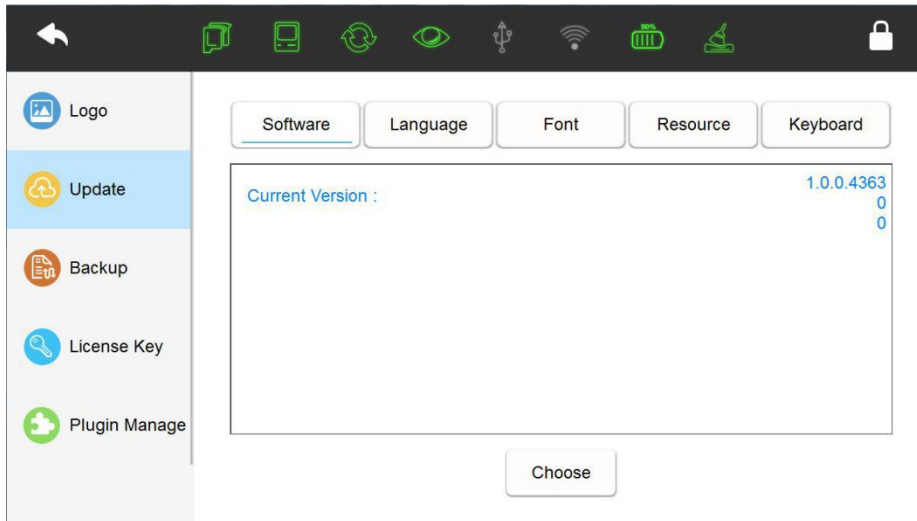 80%
Logo
Software
Language
Font
Resource
Keyboard
Update
Current Version :
1.0.0.4363
0
0
Backup
License Key
Plugin Manage
Choose